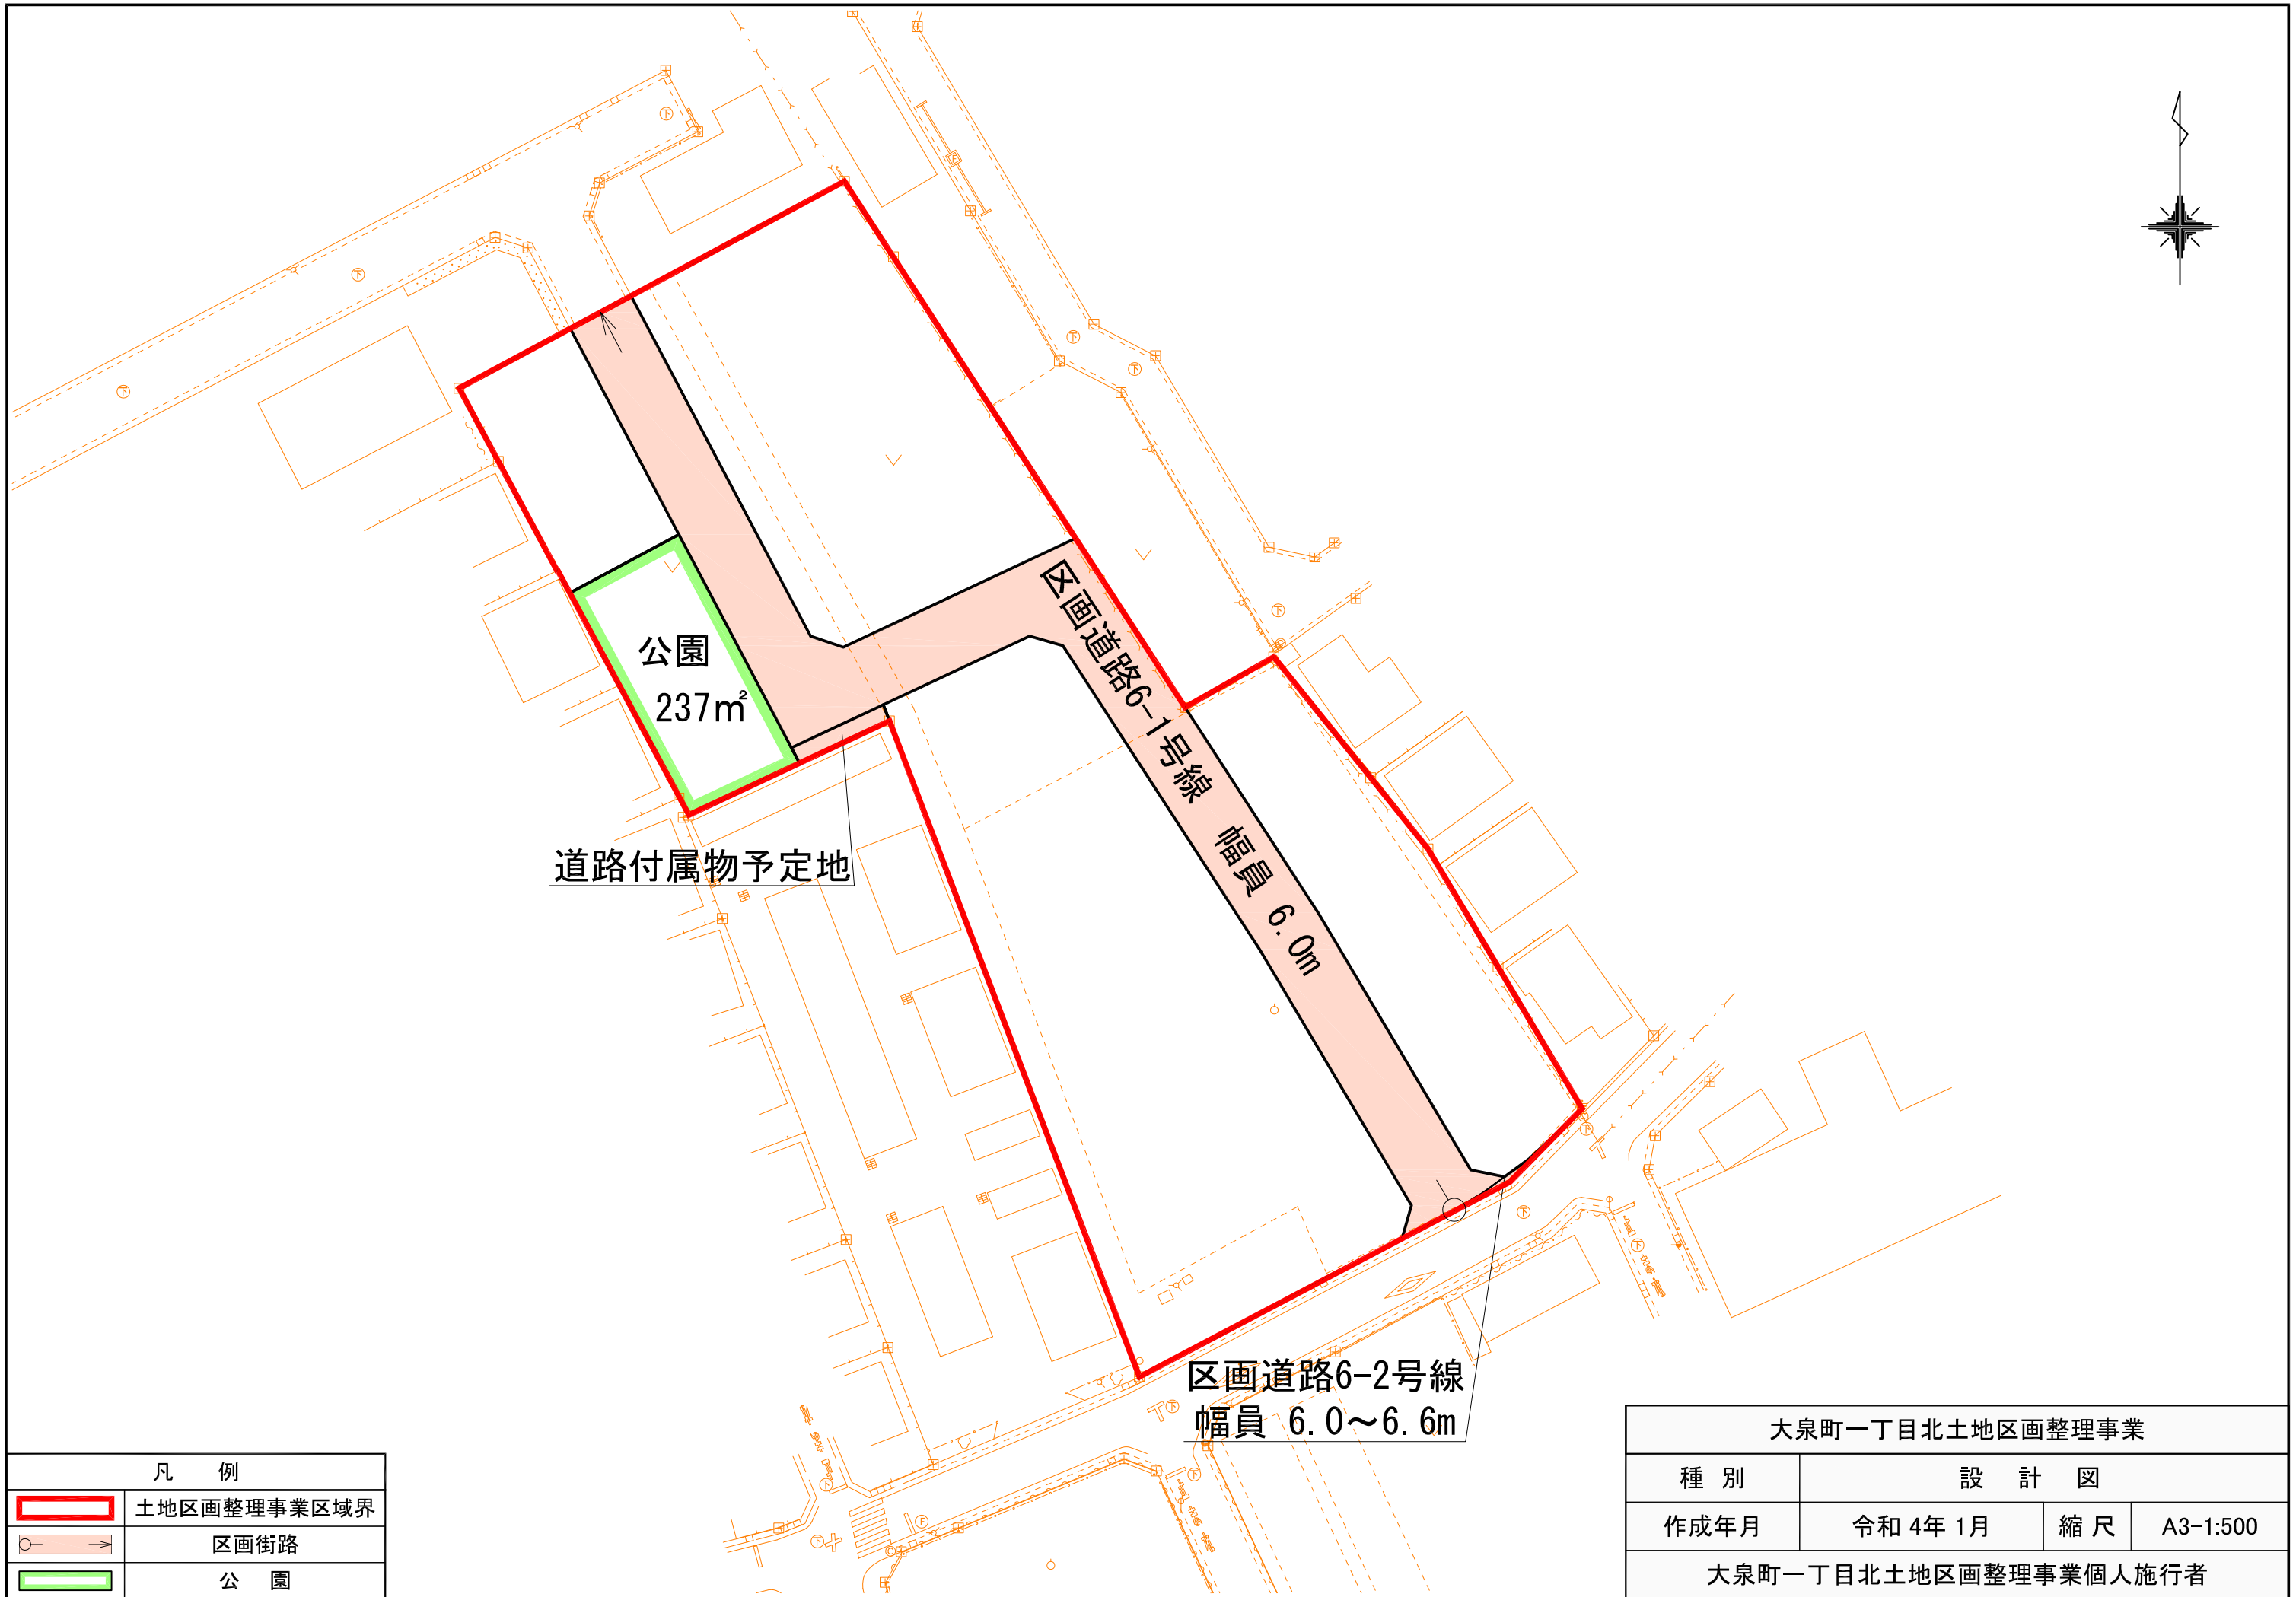 公園
237㎡
道路付属物予定地
区画道路6-1号線　幅員 6.0m
区画道路6-2号線
幅員 6.0～6.6m
凡　例
土地区画整理事業区域界
区画街路
公　園
大泉町一丁目北土地区画整理事業
種 別　設　計　図
作成年月　令和 4年 1月　縮 尺　A3-1:500
大泉町一丁目北土地区画整理事業個人施行者